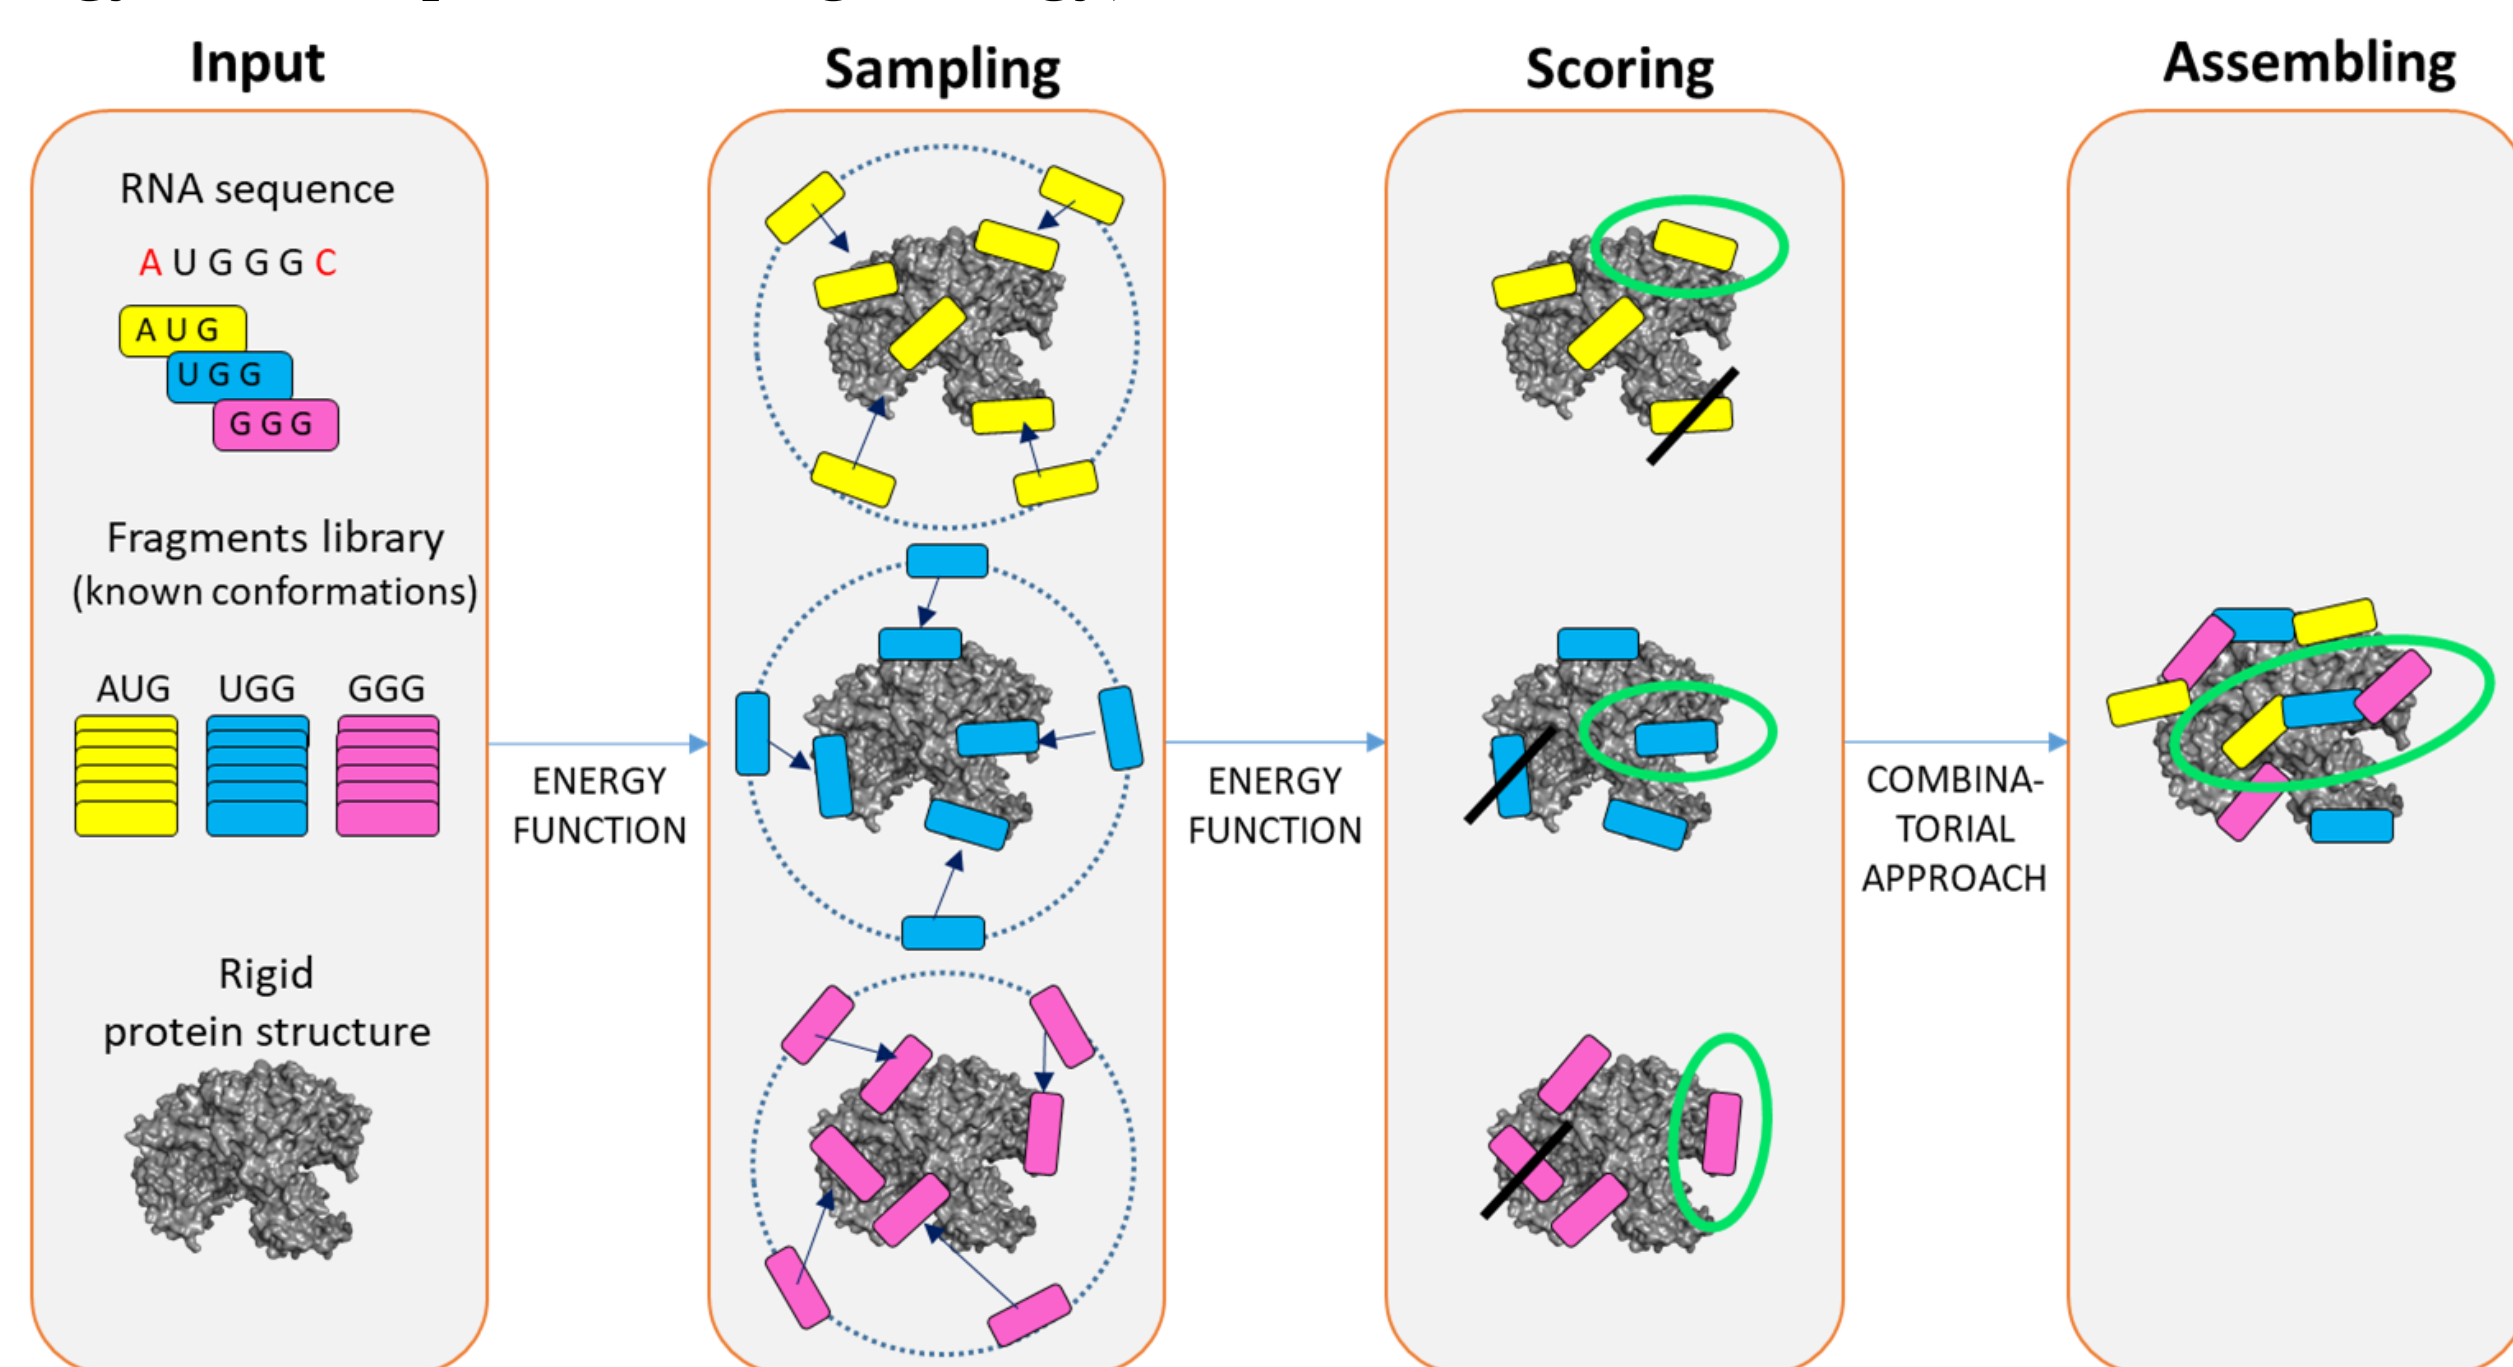 Input
RNA sequence
A U G G G C
A U G
U G G
G G G
Fragments library
(known conformations)
AUG UGG GGG
Rigid
protein structure
ENERGY
FUNCTION
Sampling
ENERGY
FUNCTION
Scoring
COMBINA-
TORIAL
APPROACH
Assembling